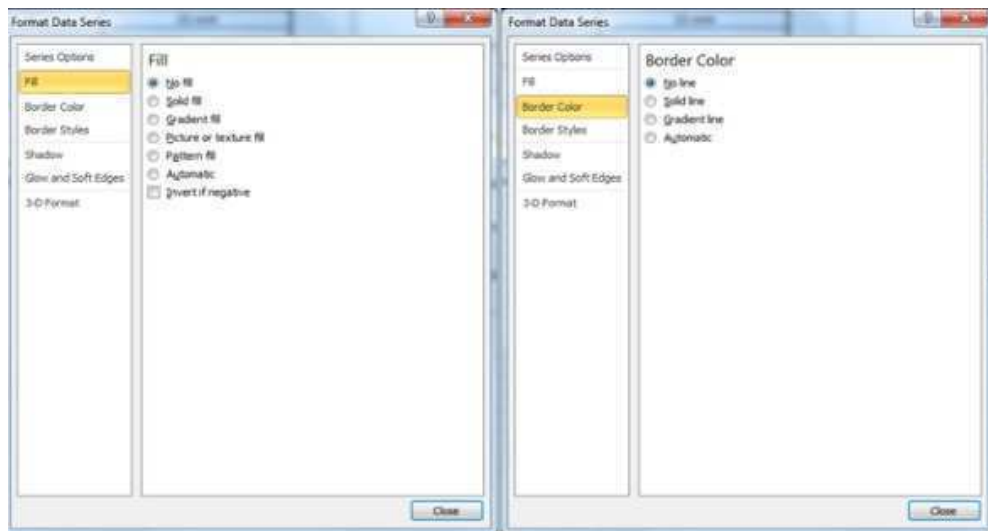 Format Data Series
Series Options
Fill
Border Color
Border Styles
Shadow
Glow and Soft Edges
3-D Format
Fill
No fill
Solid fill
Gradient fill
Picture or texture fill
Pattern fill
Automatic
Invert if negative
Close
Format Data Series
Series Options
Fill
Border Color
Border Styles
Shadow
Glow and Soft Edges
3-D Format
Border Color
No line
Solid line
Gradient line
Automatic
Close